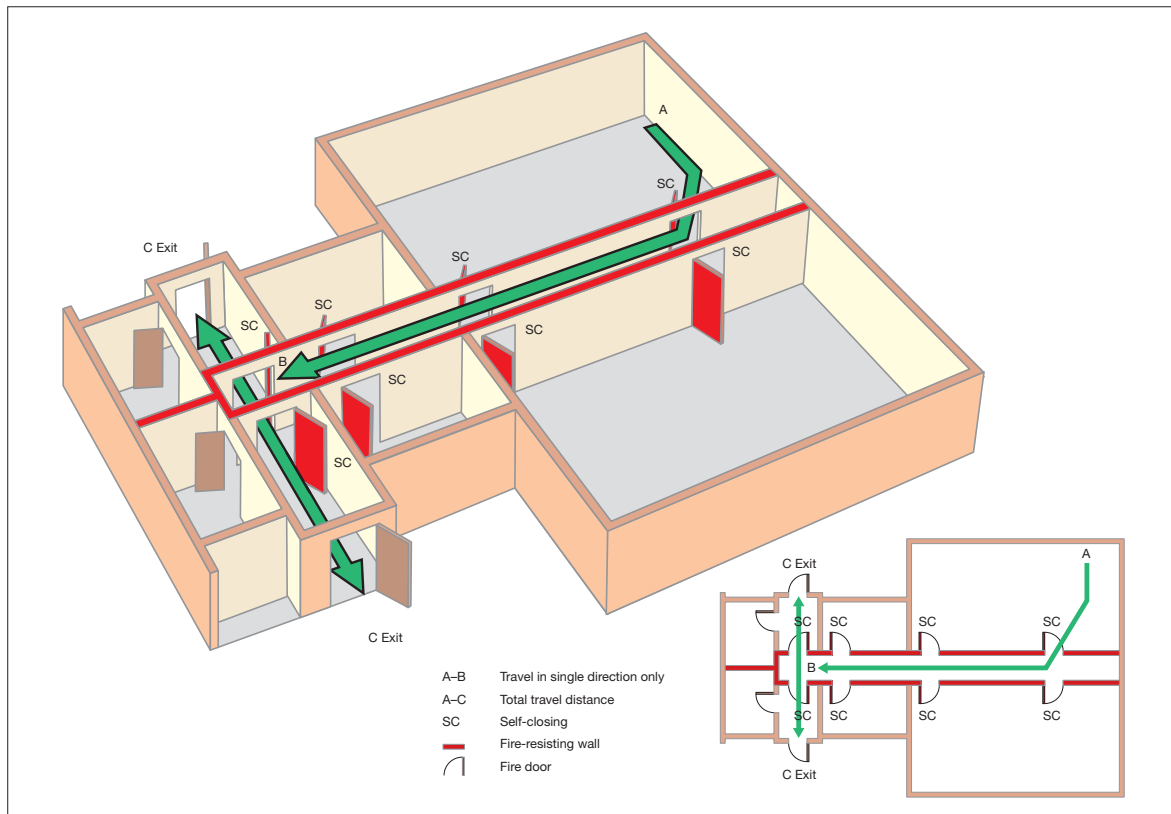 A
SC
C Exit
SC
SC
SC
SC
SC
B
SC
SC
C Exit
A–B Travel in single direction only
A–C Total travel distance
SC Self-closing
Fire-resisting wall
Fire door
A
C Exit
SC SC SC SC
B
SC SC SC SC
C Exit